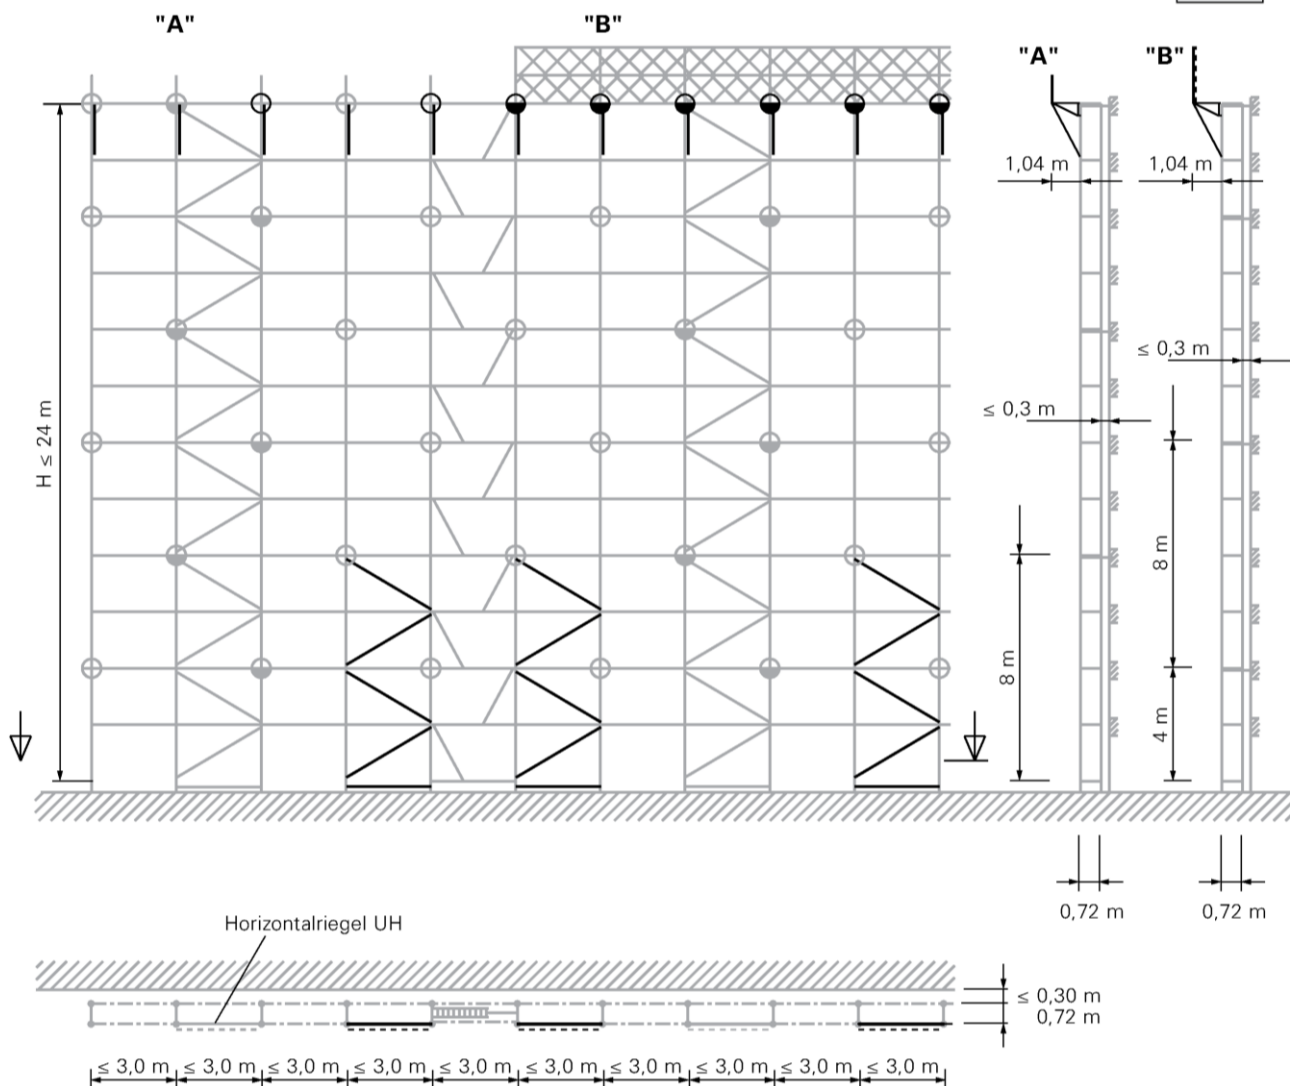 "A"
"B"
"A"
"B"
1,04 m
1,04 m
≤ 0,3 m
≤ 0,3 m
H ≤ 24 m
8 m
8 m
4 m
0,72 m
0,72 m
Horizontalriegel UH
≤ 0,30 m
0,72 m
≤ 3,0 m ≤ 3,0 m ≤ 3,0 m ≤ 3,0 m ≤ 3,0 m ≤ 3,0 m ≤ 3,0 m ≤ 3,0 m ≤ 3,0 m ≤ 3,0 m